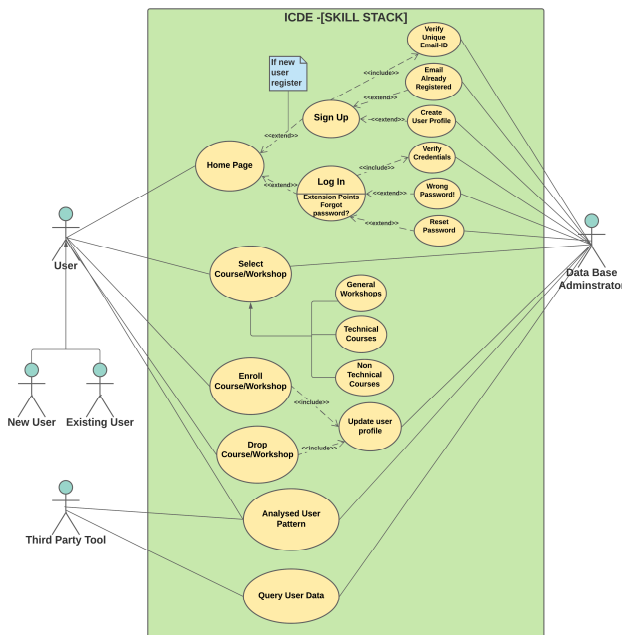 ICDE -[SKILL STACK]
If new
user
register
Verify
Unique
Email-ID
<<include>>
Email
Already
Registered
<<extend>>
Sign Up
<<extend>>
Create
User Profile
<<extend>>
Home Page
Verify
Credentials
<<include>>
Log In
Extension Points
Forgot
password?
<<extend>>
<<extend>>
Wrong
Password!
<<extend>>
Reset
Password
User
Select
Course/Workshop
Data Base
Adminstrator
General
Workshops
Technical
Courses
Non
Technical
Courses
Enroll
Course/Workshop
<<include>>
New User
Existing User
Update user
profile
Drop
Course/Workshop
<<include>>
Analysed User
Pattern
Third Party Tool
Query User Data